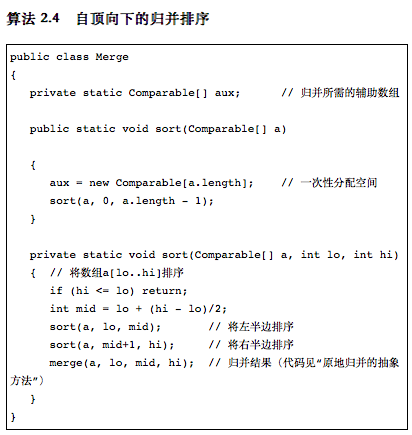 算法 2.4 自顶向下的归并排序
public class Merge
{
private static Comparable[] aux; // 归并所需的辅助数组
public static void sort(Comparable[] a)
{
aux = new Comparable[a.length]; // 一次性分配空间
sort(a, 0, a.length - 1);
}
private static void sort(Comparable[] a, int lo, int hi)
{ // 将数组a[lo..hi]排序
if (hi <= lo) return;
int mid = lo + (hi - lo)/2;
sort(a, lo, mid); // 将左半边排序
sort(a, mid+1, hi); // 将右半边排序
merge(a, lo, mid, hi); // 归并结果（代码见“原地归并的抽象
方法”）
}
}